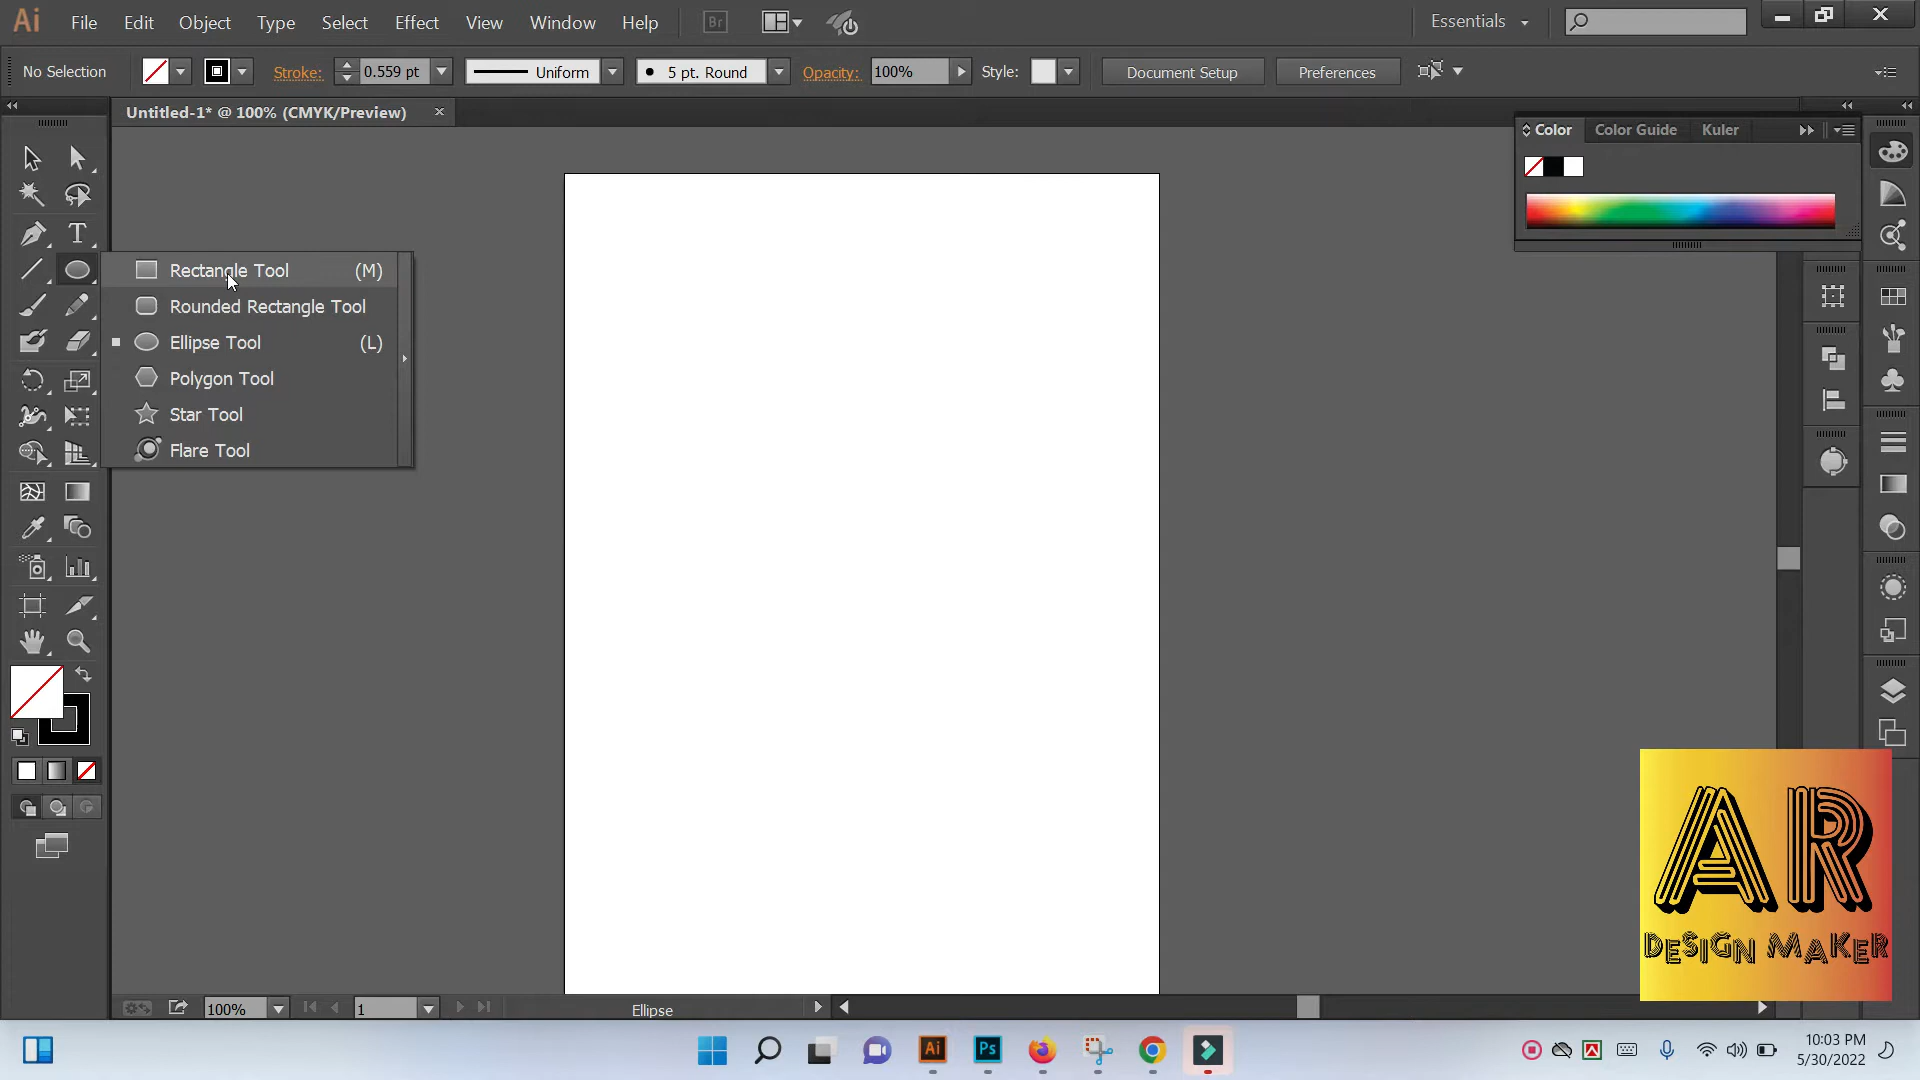 Ai File Edit Object Type Select Effect View Window Help Br Essentials
No Selection Stroke: 0.559 pt Uniform 5 pt. Round Opacity: 100% Style: Document Setup Preferences
Untitled-1* @ 100% (CMYK/Preview)
Color Color Guide Kuler
T
Rectangle Tool (M)
Rounded Rectangle Tool
Ellipse Tool (L)
Polygon Tool
Star Tool
Flare Tool
AR
DESIGN MAKER
100% 1 Ellipse
Ai Ps
10:03 PM
5/30/2022